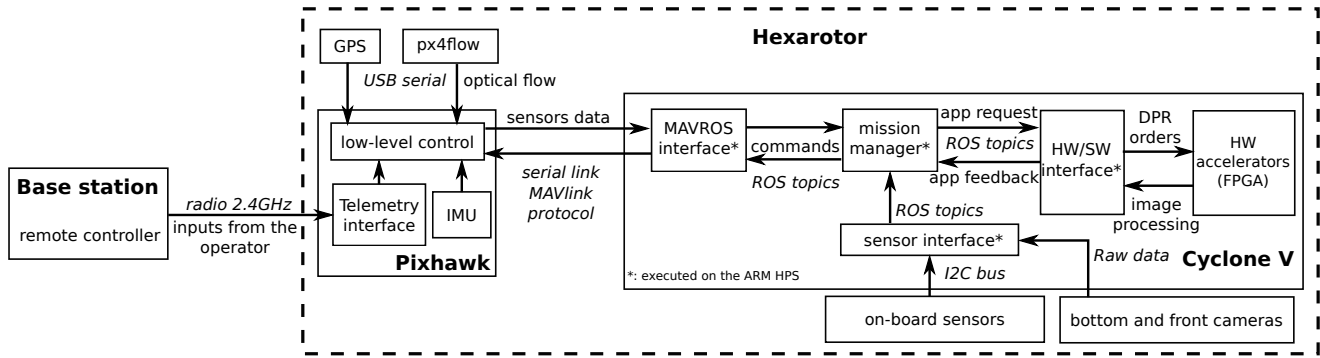 Hexarotor
GPS
px4flow
USB serial
optical flow
low-level control
sensors data
serial link
MAVlink
protocol
Telemetry
interface
IMU
Pixhawk
Base station
remote controller
radio 2.4GHz
inputs from the
operator
MAVROS
interface*
commands
ROS topics
mission
manager*
app request
ROS topics
app feedback
HW/SW
interface*
DPR
orders
image
processing
HW
accelerators
(FPGA)
ROS topics
sensor interface*
I2C bus
Raw data
Cyclone V
*: executed on the ARM HPS
on-board sensors
bottom and front cameras